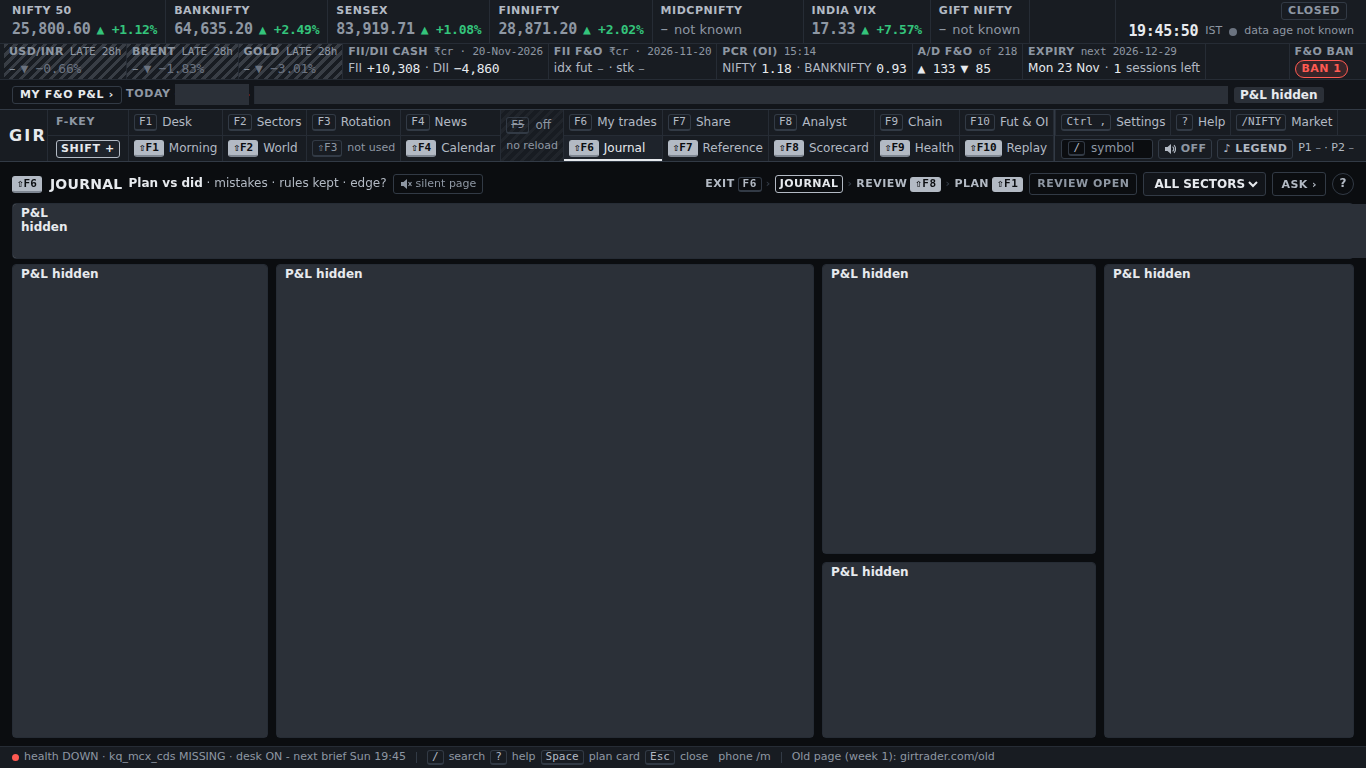 NIFTY 50 BANKNIFTY SENSEX FINNIFTY MIDCPNIFTY INDIA VIX GIFT NIFTY CLOSED
25,800.60 ▲ +1.12% 64,635.20 ▲ +2.49% 83,919.71 ▲ +1.08% 28,871.20 ▲ +2.02% – not known 17.33 ▲ +7.57% – not known 19:45:50 IST ● data age not known
USD/INR LATE 28h BRENT LATE 28h GOLD LATE 28h FII/DII CASH ₹cr · 20-Nov-2026 FII F&O ₹cr · 2026-11-20 PCR (OI) 15:14 A/D F&O of 218 EXPIRY next 2026-12-29 F&O BAN
– ▼ −0.66% – ▼ −1.83% – ▼ −3.01% FII +10,308 · DII −4,860 idx fut – · stk – NIFTY 1.18 · BANKNIFTY 0.93 ▲ 133 ▼ 85 Mon 23 Nov · 1 sessions left BAN 1
MY F&O P&L › TODAY P&L hidden
GIR F-KEY F1 Desk F2 Sectors F3 Rotation F4 News F5 off F6 My trades F7 Share F8 Analyst F9 Chain F10 Fut & OI Ctrl , Settings ? Help /NIFTY Market
SHIFT + ⇧F1 Morning ⇧F2 World ⇧F3 not used ⇧F4 Calendar no reload ⇧F6 Journal ⇧F7 Reference ⇧F8 Scorecard ⇧F9 Health ⇧F10 Replay / symbol OFF ♪ LEGEND P1 – · P2 –
⇧F6 JOURNAL Plan vs did · mistakes · rules kept · edge? silent page EXIT F6 › JOURNAL › REVIEW ⇧F8 › PLAN ⇧F1 REVIEW OPEN ALL SECTORS ASK › ?
P&L
hidden
P&L hidden P&L hidden P&L hidden P&L hidden
P&L hidden
health DOWN · kq_mcx_cds MISSING · desk ON - next brief Sun 19:45 / search ? help Space plan card Esc close phone /m Old page (week 1): girtrader.com/old